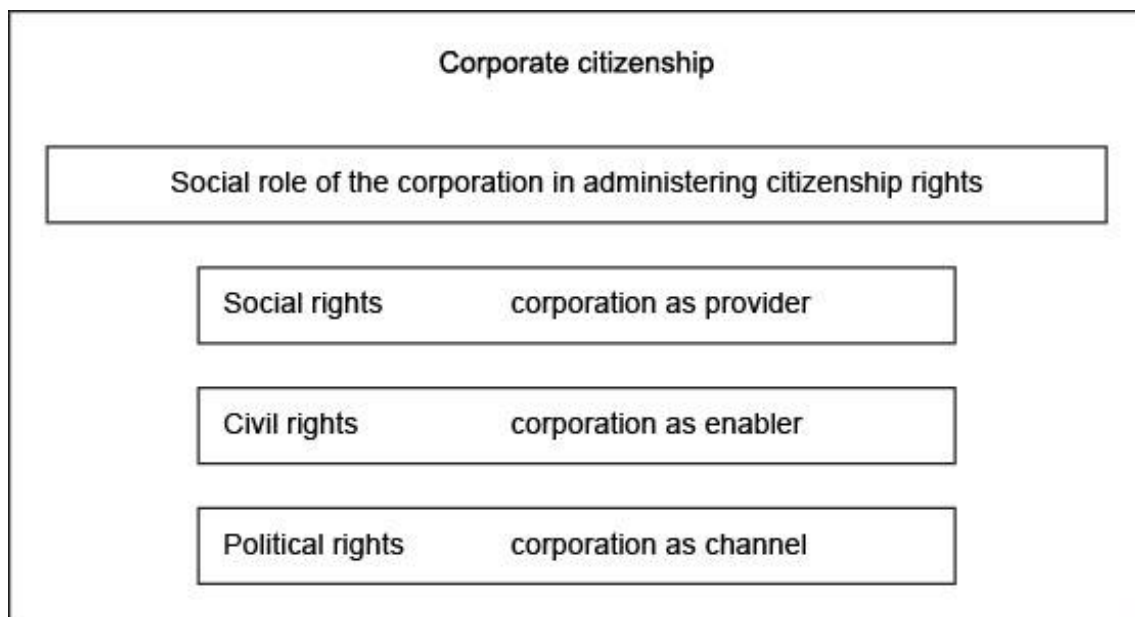 Corporate citizenship
Social role of the corporation in administering citizenship rights
Social rights corporation as provider
Civil rights corporation as enabler
Political rights corporation as channel